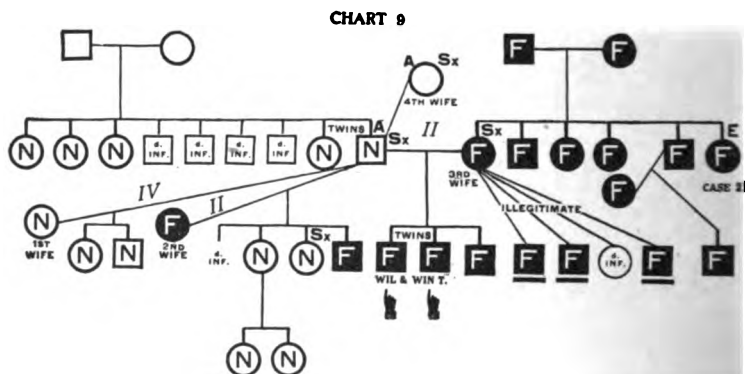 CHART 9
F F
A Sx
4TH WIFE
TWINS A Sx II Sx E
N N N d. INF. d. INF. d. INF. d. INF. N N F F F F F F
3RD WIFE
F
CASE 2
IV II ILLEGITIMATE
N F
1ST WIFE 2ND WIFE
N N d. INF. N Sx N F TWINS F F F F d. INF. F F
WIL & WIN T.
N N